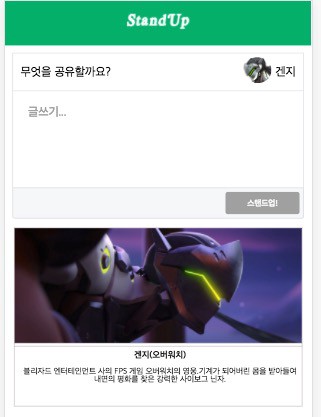 StandUp
무엇을 공유할까요?
겐지
글쓰기...
스탠드업!
겐지(오버워치)
블리자드 엔터테인먼트 사의 FPS 게임 오버워치의 영웅.기계가 되어버린 몸을 받아들여
내면의 평화를 찾은 강력한 사이보그 닌자.